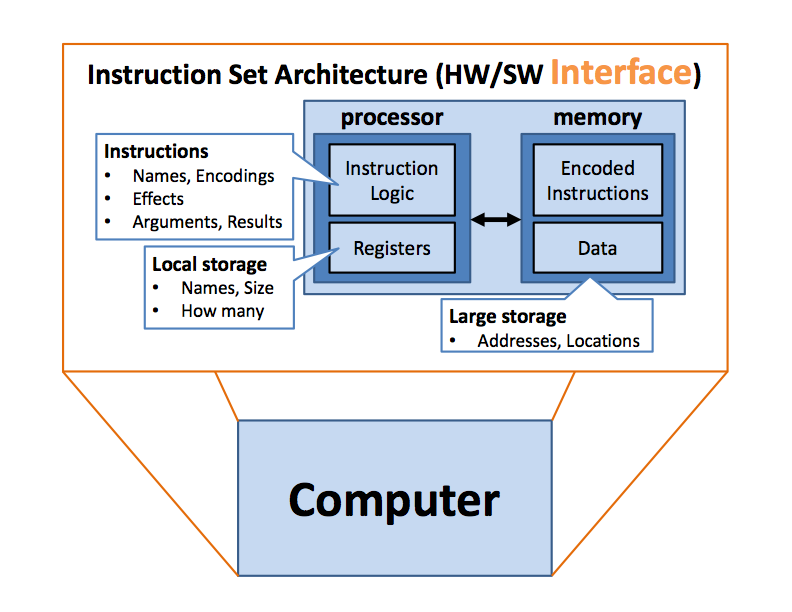 Instruction Set Architecture (HW/SW Interface)
processor
memory
Instructions
• Names, Encodings
• Effects
• Arguments, Results
Instruction
Logic
Encoded
Instructions
Local storage
• Names, Size
• How many
Registers
Data
Large storage
• Addresses, Locations
Computer